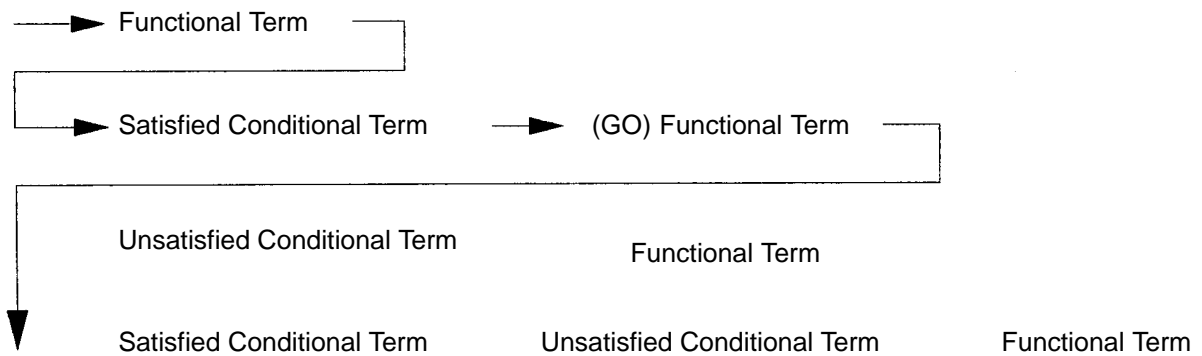 Functional Term
Satisfied Conditional Term (GO) Functional Term
Unsatisfied Conditional Term Functional Term
Satisfied Conditional Term Unsatisfied Conditional Term Functional Term